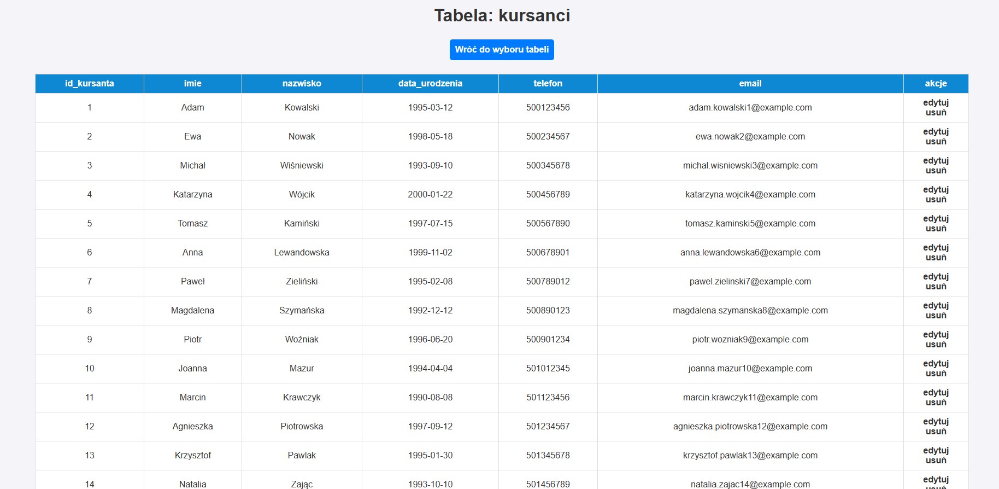 Tabela: kursanci
Wróć do wyboru tabeli
id_kursanta imie nazwisko data_urodzenia telefon email akcje
1 Adam Kowalski 1995-03-12 500123456 adam.kowalski1@example.com edytuj
usuń
2 Ewa Nowak 1998-05-18 500234567 ewa.nowak2@example.com edytuj
usuń
3 Michał Wiśniewski 1993-09-10 500345678 michal.wisniewski3@example.com edytuj
usuń
4 Katarzyna Wójcik 2000-01-22 500456789 katarzyna.wojcik4@example.com edytuj
usuń
5 Tomasz Kamiński 1997-07-15 500567890 tomasz.kaminski5@example.com edytuj
usuń
6 Anna Lewandowska 1999-11-02 500678901 anna.lewandowska6@example.com edytuj
usuń
7 Paweł Zieliński 1995-02-08 500789012 pawel.zielinski7@example.com edytuj
usuń
8 Magdalena Szymańska 1992-12-12 500890123 magdalena.szymanska8@example.com edytuj
usuń
9 Piotr Woźniak 1996-06-20 500901234 piotr.wozniak9@example.com edytuj
usuń
10 Joanna Mazur 1994-04-04 501012345 joanna.mazur10@example.com edytuj
usuń
11 Marcin Krawczyk 1990-08-08 501123456 marcin.krawczyk11@example.com edytuj
usuń
12 Agnieszka Piotrowska 1997-09-12 501234567 agnieszka.piotrowska12@example.com edytuj
usuń
13 Krzysztof Pawlak 1995-01-30 501345678 krzysztof.pawlak13@example.com edytuj
usuń
14 Natalia Zając 1993-10-10 501456789 natalia.zajac14@example.com edytuj
usuń